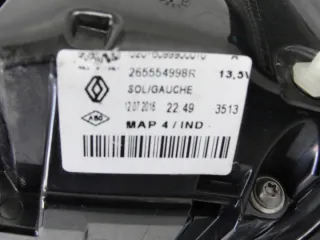 265554998R 13,5V
SOL/GAUCHE
12.07.2016 22.49 3513
MAP 4 / IND -